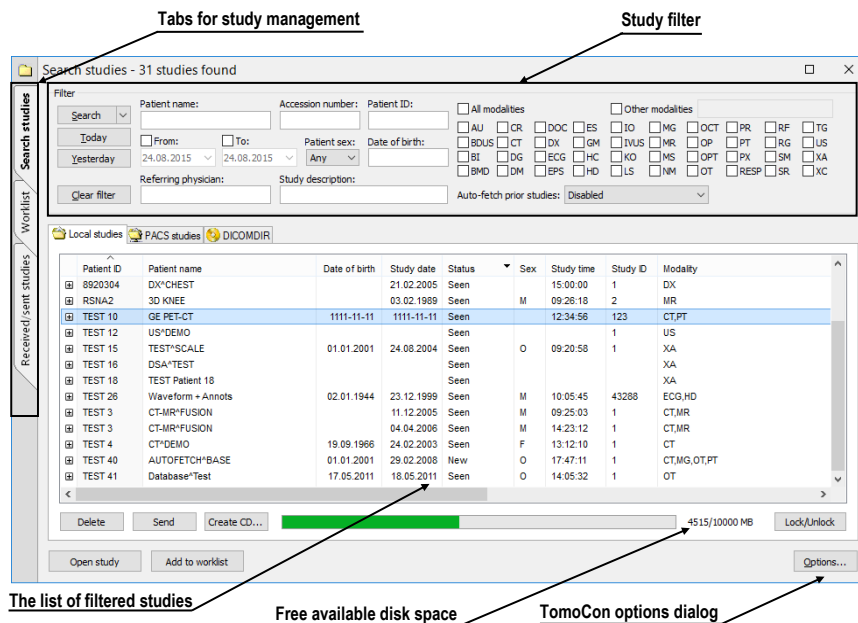 Tabs for study management
Study filter
Search studies - 31 studies found
Search studies
Worklist
Received/sent studies
Filter
Search
Today
Yesterday
Clear filter
Patient name: Accession number: Patient ID:
From: To: Patient sex: Date of birth:
24.08.2015 24.08.2015 Any
Referring physician: Study description:
All modalities Other modalities
AU CR DOC ES IO MG OCT PR RF TG
BDUS CT DX GM IVUS MR OP PT RG US
BI DG ECG HC KO MS OPT PX SM XA
BMD DM EPS HD LS NM OT RESP SR XC
Auto-fetch prior studies: Disabled
Local studies PACS studies DICOMDIR
Patient ID Patient name Date of birth Study date Status Sex Study time Study ID Modality
8920304 DX^CHEST 21.02.2005 Seen 15:00:00 1 DX
RSNA2 3D KNEE 03.02.1989 Seen M 09:26:18 2 MR
TEST 10 GE PET-CT 1111-11-11 1111-11-11 Seen 12:34:56 123 CT,PT
TEST 12 US^DEMO Seen 1 US
TEST 15 TEST^SCALE 01.01.2001 24.08.2004 Seen O 09:20:58 1 XA
TEST 16 DSA^TEST Seen XA
TEST 18 TEST Patient 18 Seen XA
TEST 26 Waveform + Annots 02.01.1944 23.12.1999 Seen M 10:05:45 43288 ECG,HD
TEST 3 CT-MR^FUSION 11.12.2005 Seen M 09:25:03 1 CT,MR
TEST 3 CT-MR^FUSION 04.04.2006 Seen M 14:23:12 1 CT,MR
TEST 4 CT^DEMO 19.09.1966 24.02.2003 Seen F 13:12:10 1 CT
TEST 40 AUTOFETCH^BASE 01.01.2001 29.02.2008 New O 17:47:11 1 CT,MG,OT,PT
TEST 41 Database^Test 17.05.2011 18.05.2011 Seen O 14:05:32 1 OT
Delete Send Create CD... 4515/10000 MB Lock/Unlock
Open study Add to worklist Options...
The list of filtered studies
Free available disk space
TomoCon options dialog